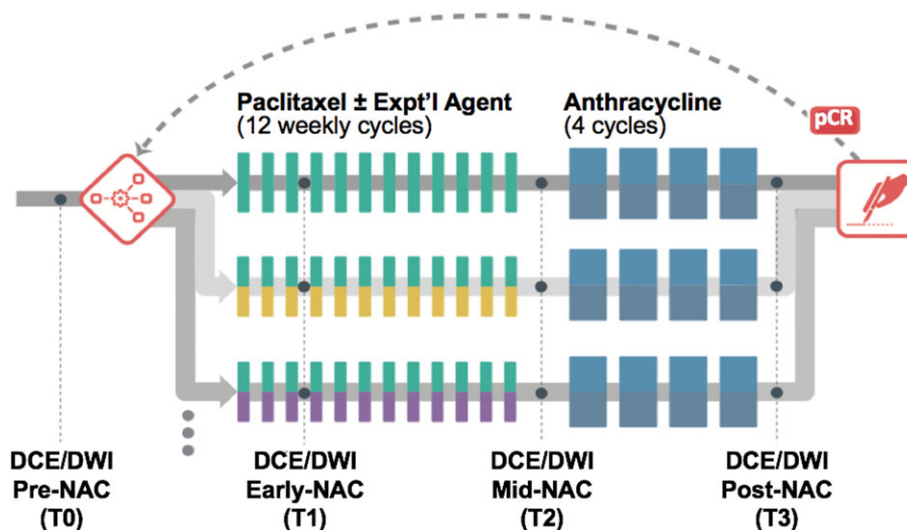 Paclitaxel ± Expt'l Agent
(12 weekly cycles)
Anthracycline
(4 cycles)
pCR
DCE/DWI
Pre-NAC
(T0)
DCE/DWI
Early-NAC
(T1)
DCE/DWI
Mid-NAC
(T2)
DCE/DWI
Post-NAC
(T3)